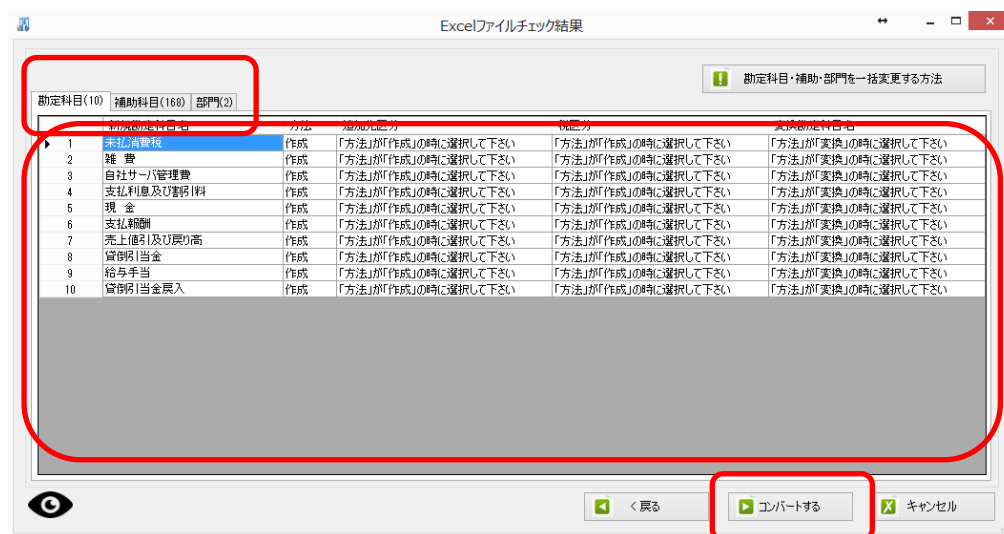 Excelファイルチェック結果
勘定科目・補助・部門を一括変更する方法
勘定科目(10) 補助科目(168) 部門(2)
新規勘定科目名 方法 追加先区分 税区分 変換勘定科目名
1 未払消費税 作成 「方法」が「作成」の時に選択して下さい 「方法」が「作成」の時に選択して下さい 「方法」が「変換」の時に選択して下さい
2 雑 費 作成 「方法」が「作成」の時に選択して下さい 「方法」が「作成」の時に選択して下さい 「方法」が「変換」の時に選択して下さい
3 自社サーバ管理費 作成 「方法」が「作成」の時に選択して下さい 「方法」が「作成」の時に選択して下さい 「方法」が「変換」の時に選択して下さい
4 支払利息及び割引料 作成 「方法」が「作成」の時に選択して下さい 「方法」が「作成」の時に選択して下さい 「方法」が「変換」の時に選択して下さい
5 現 金 作成 「方法」が「作成」の時に選択して下さい 「方法」が「作成」の時に選択して下さい 「方法」が「変換」の時に選択して下さい
6 支払報酬 作成 「方法」が「作成」の時に選択して下さい 「方法」が「作成」の時に選択して下さい 「方法」が「変換」の時に選択して下さい
7 売上値引及び戻り高 作成 「方法」が「作成」の時に選択して下さい 「方法」が「作成」の時に選択して下さい 「方法」が「変換」の時に選択して下さい
8 貸倒引当金 作成 「方法」が「作成」の時に選択して下さい 「方法」が「作成」の時に選択して下さい 「方法」が「変換」の時に選択して下さい
9 給与手当 作成 「方法」が「作成」の時に選択して下さい 「方法」が「作成」の時に選択して下さい 「方法」が「変換」の時に選択して下さい
10 貸倒引当金戻入 作成 「方法」が「作成」の時に選択して下さい 「方法」が「作成」の時に選択して下さい 「方法」が「変換」の時に選択して下さい
<戻る コンバートする キャンセル